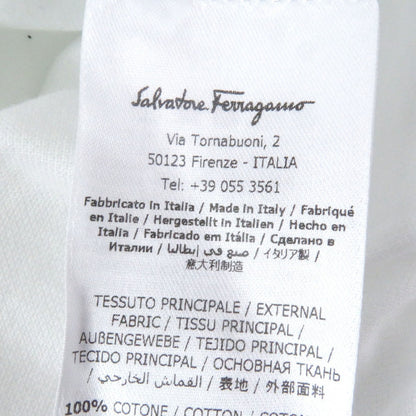 Salvatore Ferragamo
Via Tornabuoni, 2
50123 Firenze - ITALIA
Tel: +39 055 3561
Fabbricato in Italia / Made in Italy / Fabriqué
en Italie / Hergestellt in Italien / Hecho en
Italia / Fabricado em Itália / Сделано в
Италии / صنع في إيطاليا / イタリア製 /
意大利制造
TESSUTO PRINCIPALE / EXTERNAL
FABRIC / TISSU PRINCIPAL /
AUßENGEWEBE / TEJIDO PRINCIPAL /
TECIDO PRINCIPAL / ОСНОВНАЯ ТКАНЬ
/ القماش الخارجي / 表地 / 外部面料
100% COTONE / COTTON / COTON